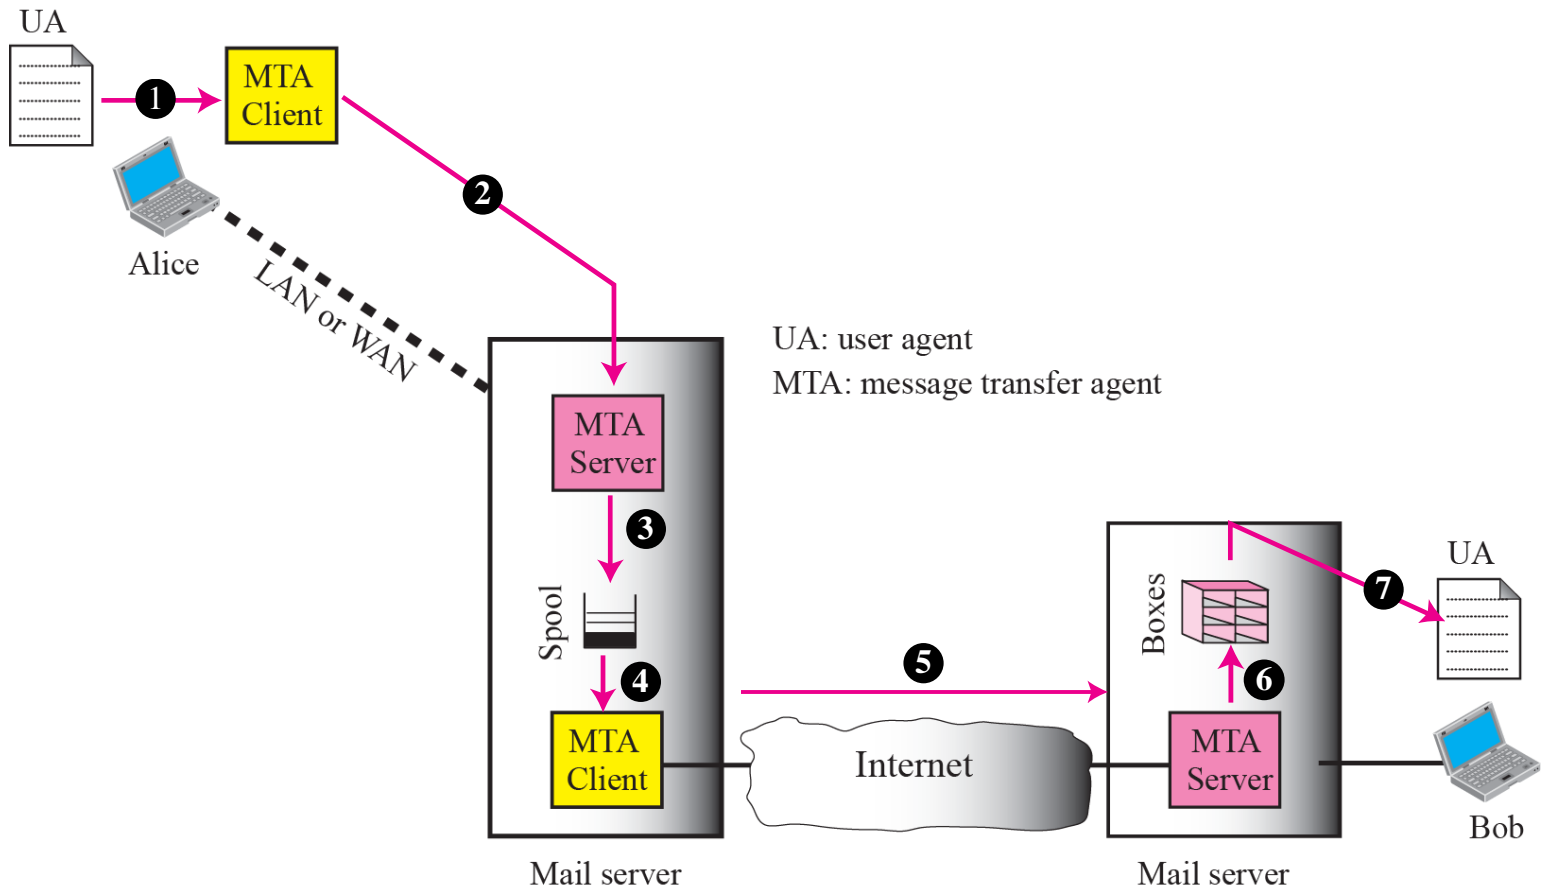 UA
MTA
Client
1
2
Alice
LAN or WAN
UA: user agent
MTA: message transfer agent
MTA
Server
3
Spool
4
MTA
Client
5
Internet
Boxes
6
7
UA
MTA
Server
Bob
Mail server
Mail server